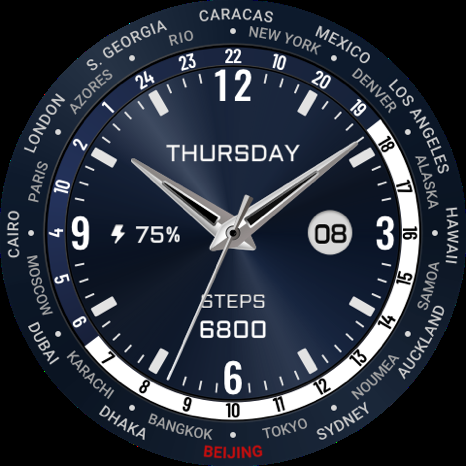 CARACAS
NEW YORK
MEXICO
DENVER
LOS ANGELES
ALASKA
HAWAII
SAMOA
AUCKLAND
NOUMEA
SYDNEY
TOKYO
BEIJING
BANGKOK
DHAKA
KARACHI
DUBAI
MOSCOW
CAIRO
PARIS
LONDON
AZORES
S. GEORGIA
RIO
22
10
20
19
18
17
16
15
14
13
12
11
10
9
8
7
6
5
4
10
2
1
24
23
12
THURSDAY
9
75%
08
3
STEPS
6800
6